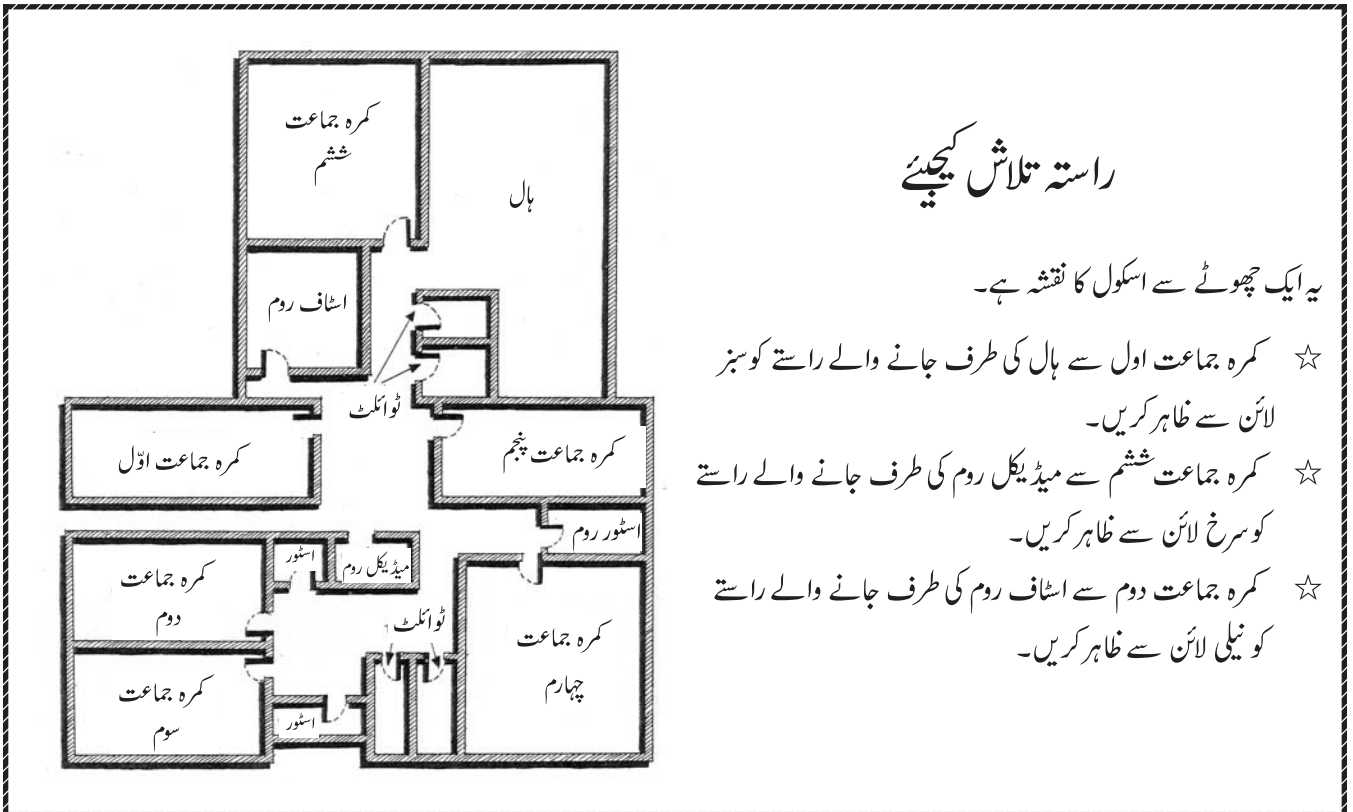 راستہ تلاش کیجیئے
یہ ایک چھوٹے سے اسکول کا نقشہ ہے۔
☆ کمرہ جماعت اول سے ہال کی طرف جانے والے راستے کو سبز
لائن سے ظاہر کریں۔
☆ کمرہ جماعت ششم سے میڈیکل روم کی طرف جانے والے راستے
کو سرخ لائن سے ظاہر کریں۔
☆ کمرہ جماعت دوم سے اسٹاف روم کی طرف جانے والے راستے
کو نیلی لائن سے ظاہر کریں۔
کمرہ جماعت
ششم
ہال
اسٹاف روم
ٹوائلٹ
کمرہ جماعت پنجم
کمرہ جماعت اوّل
اسٹور روم
میڈیکل روم
اسٹور
کمرہ جماعت
دوم
ٹوائلٹ
کمرہ جماعت
چہارم
کمرہ جماعت
سوم
اسٹور